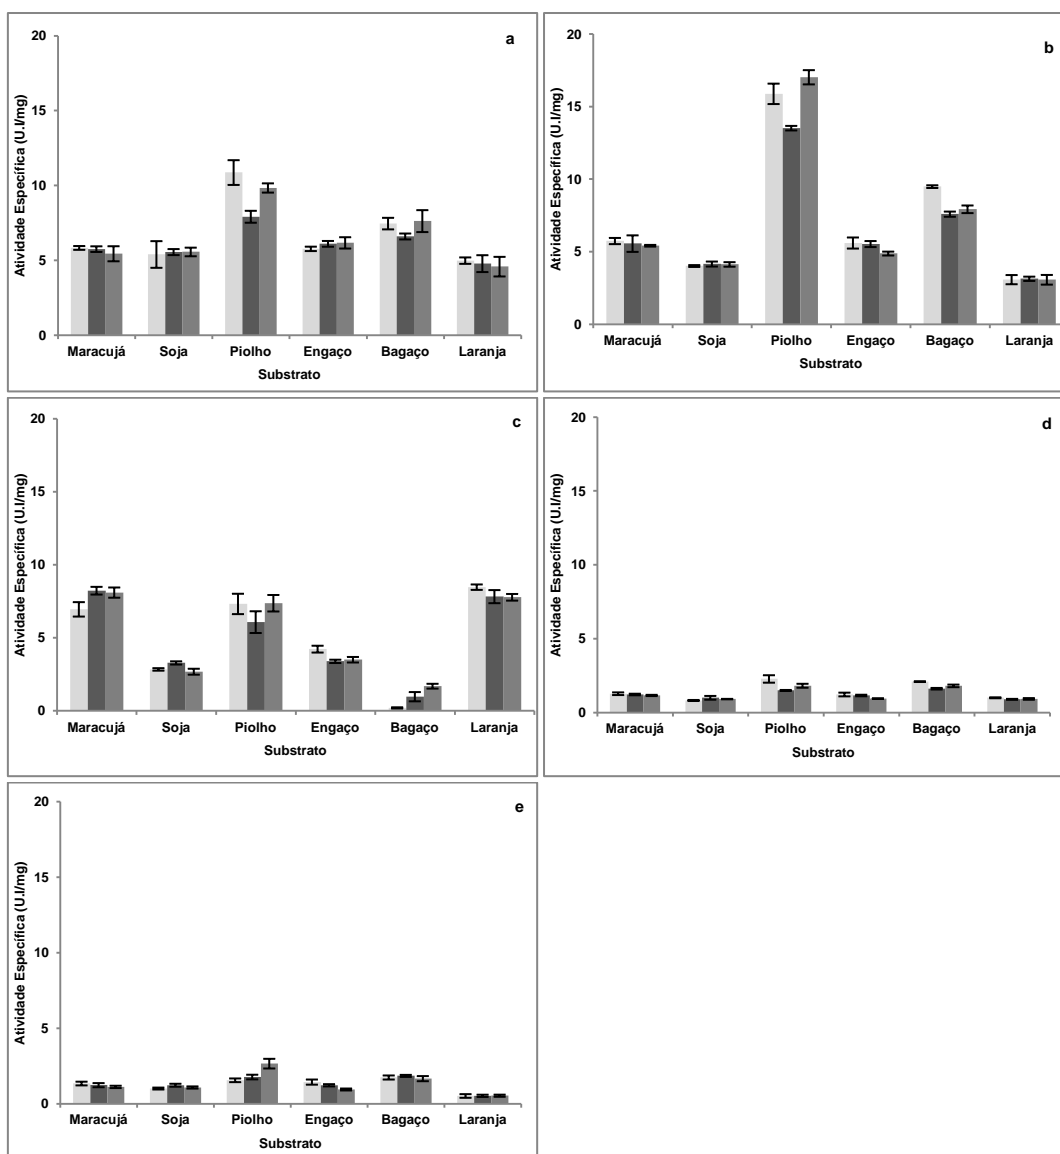 a
Atividade Específica (U.I/mg)
20
15
10
5
0
Maracujá Soja Piolho Engaço Bagaço Laranja
Substrato
b
Atividade Específica (U.I/mg)
20
15
10
5
0
Maracujá Soja Piolho Engaço Bagaço Laranja
Substrato
c
Atividade Específica (U.I/mg)
20
15
10
5
0
Maracujá Soja Piolho Engaço Bagaço Laranja
Substrato
d
Atividade Específica (U.I/mg)
20
15
10
5
0
Maracujá Soja Piolho Engaço Bagaço Laranja
Substrato
e
Atividade Específica (U.I/mg)
20
15
10
5
0
Maracujá Soja Piolho Engaço Bagaço Laranja
Substrato